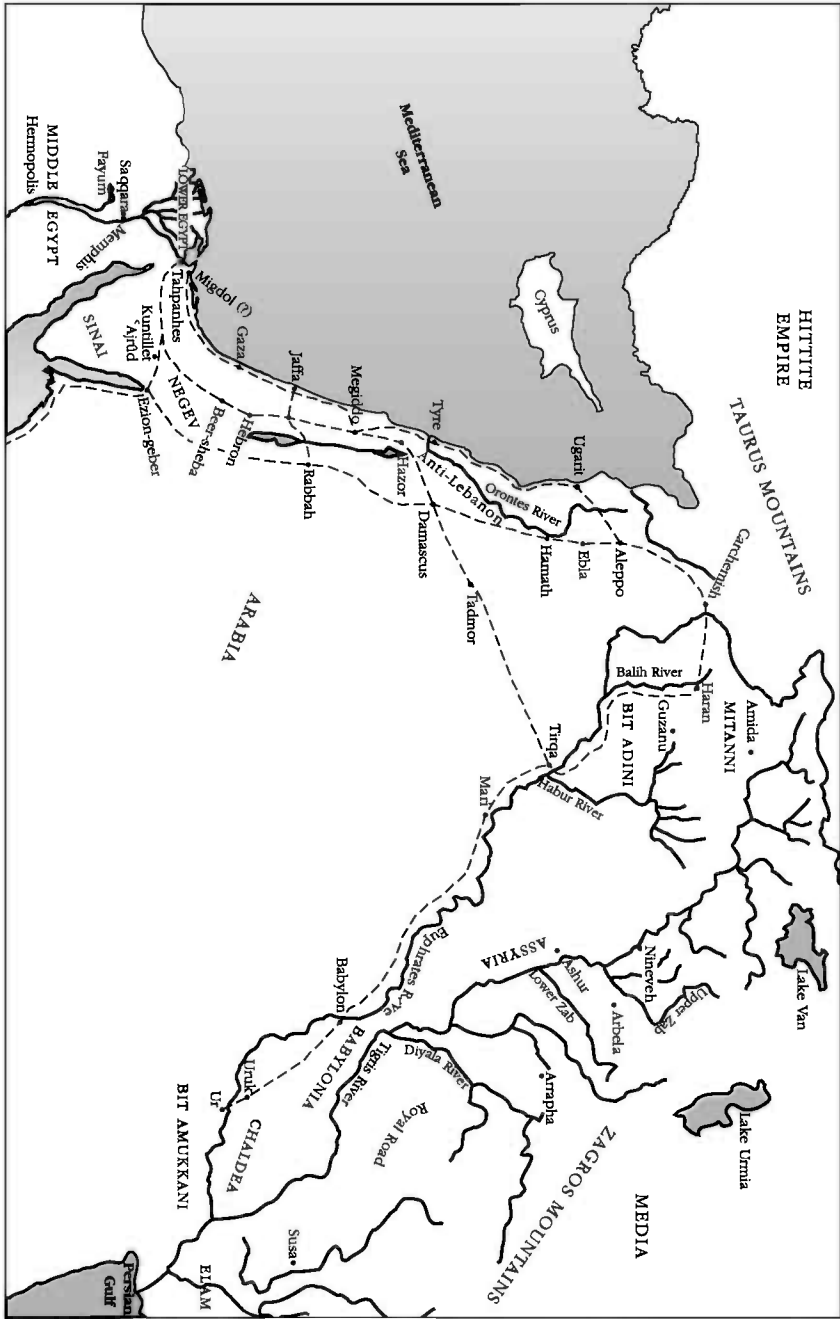 HITTITE
EMPIRE
TAURUS MOUNTAINS
Carchemish
Amida
MITANNI
Haran
Balih River
Guzanu
BIT ADINI
Habur River
Tirqa
Mari
Lake Van
Lake Urmia
Nineveh
Upper Zab
Arbela
Ashur
Lower Zab
ASSYRIA
Arrapha
ZAGROS MOUNTAINS
MEDIA
Mediterranean
Sea
Cyprus
Ugarit
Aleppo
Ebla
Orontes River
Hamath
Anti-Lebanon
Tyre
Damascus
Tadmor
Hazor
Megiddo
Jaffa
Rabbah
Gaza
Hebron
Beer-sheba
NEGEV
Migdol (?)
Tahpanhes
Kuntillet
ʿAjrûd
Ezion-geber
SINAI
LOWER EGYPT
Memphis
Saqqara
Fayum
MIDDLE EGYPT
Hermopolis
ARABIA
Euphrates Rive
Babylon
BABYLONIA
Tigris River
Diyala River
Royal Road
Uruk
Ur
CHALDEA
BIT AMUKKANI
Susa
ELAM
Persian
Gulf